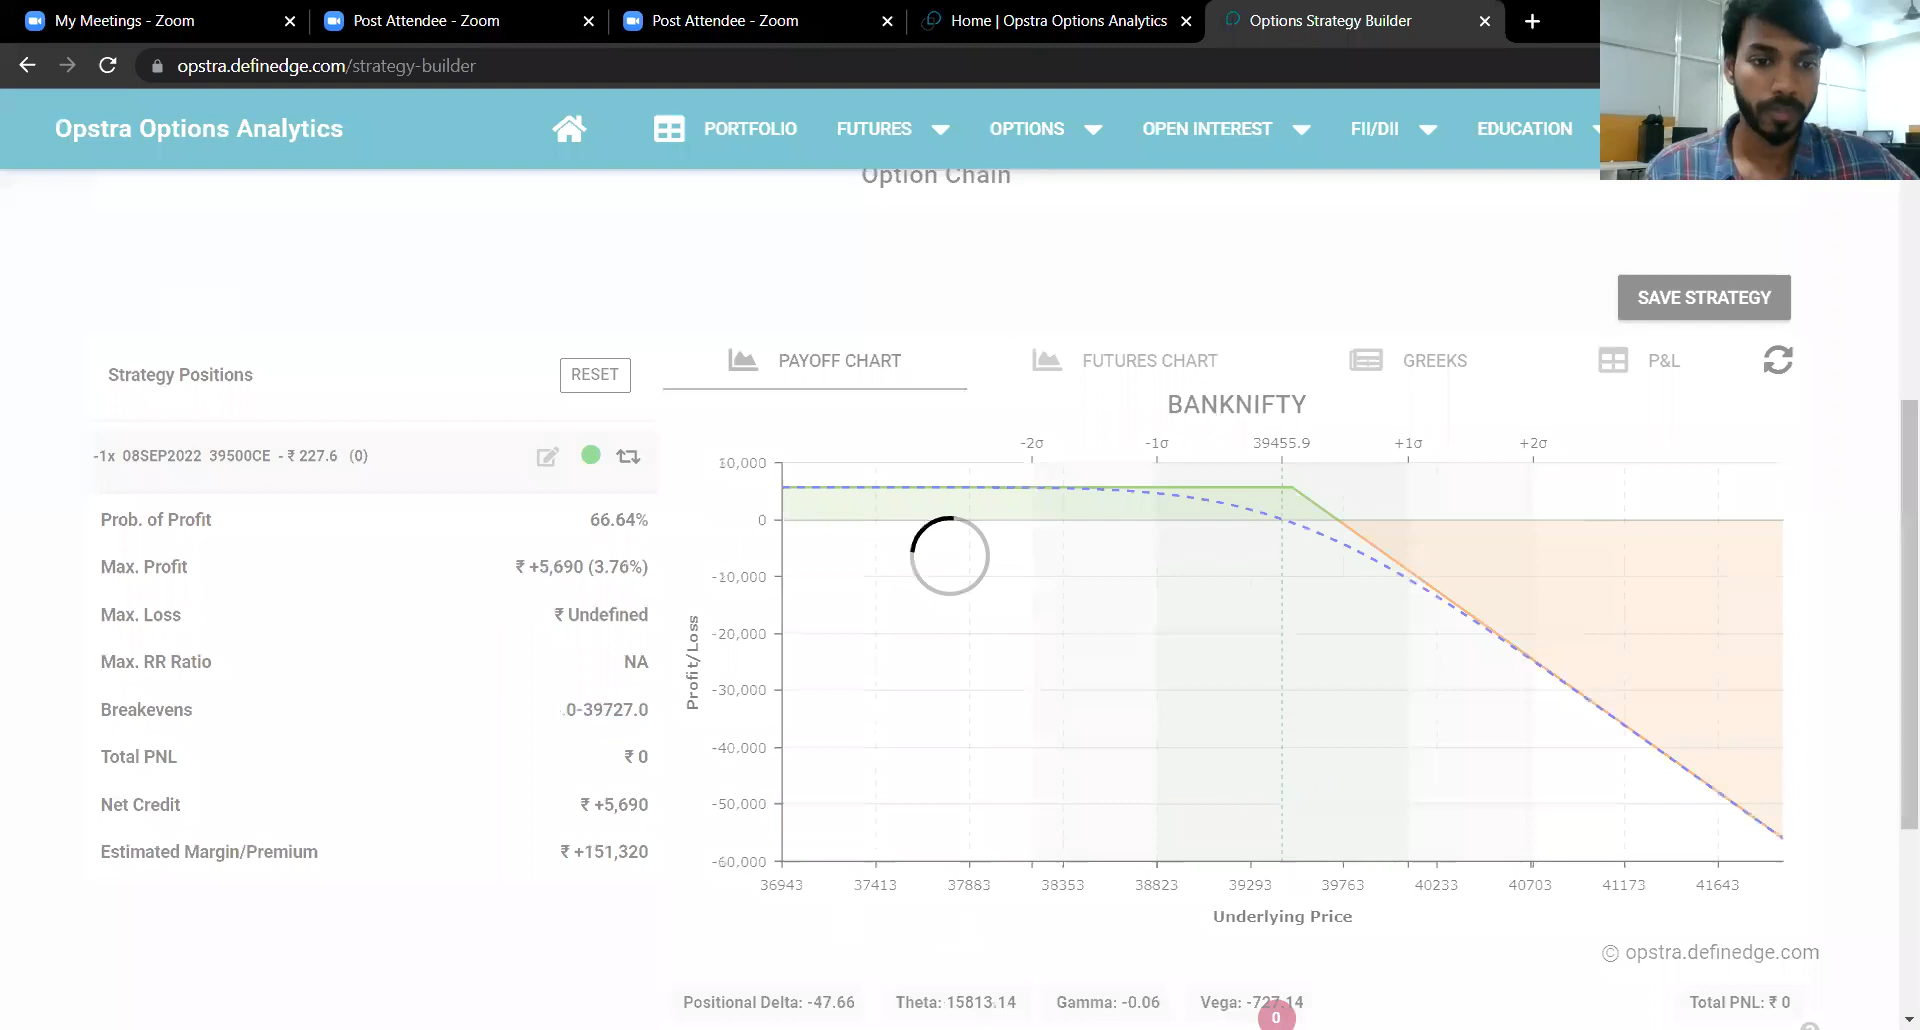 My Meetings - Zoom
Post Attendee - Zoom
Post Attendee - Zoom
Home | Opstra Options Analytics
Options Strategy Builder
opstra.definedge.com/strategy-builder
Opstra Options Analytics
PORTFOLIO
FUTURES
OPTIONS
OPEN INTEREST
FII/DII
EDUCATION
Option Chain
SAVE STRATEGY
Strategy Positions
RESET
PAYOFF CHART
FUTURES CHART
GREEKS
P&L
BANKNIFTY
-1x 08SEP2022 39500CE - ₹ 227.6 (0)
Prob. of Profit 66.64%
Max. Profit ₹ +5,690 (3.76%)
Max. Loss ₹ Undefined
Max. RR Ratio NA
Breakevens .0-39727.0
Total PNL ₹ 0
Net Credit ₹ +5,690
Estimated Margin/Premium ₹ +151,320
-2σ -1σ 39455.9 +1σ +2σ
10,000
0
-10,000
-20,000
-30,000
-40,000
-50,000
-60,000
Profit/Loss
36943 37413 37883 38353 38823 39293 39763 40233 40703 41173 41643
Underlying Price
© opstra.definedge.com
Positional Delta: -47.66
Theta: 15813.14
Gamma: -0.06
Vega: -727.14
Total PNL: ₹ 0
0